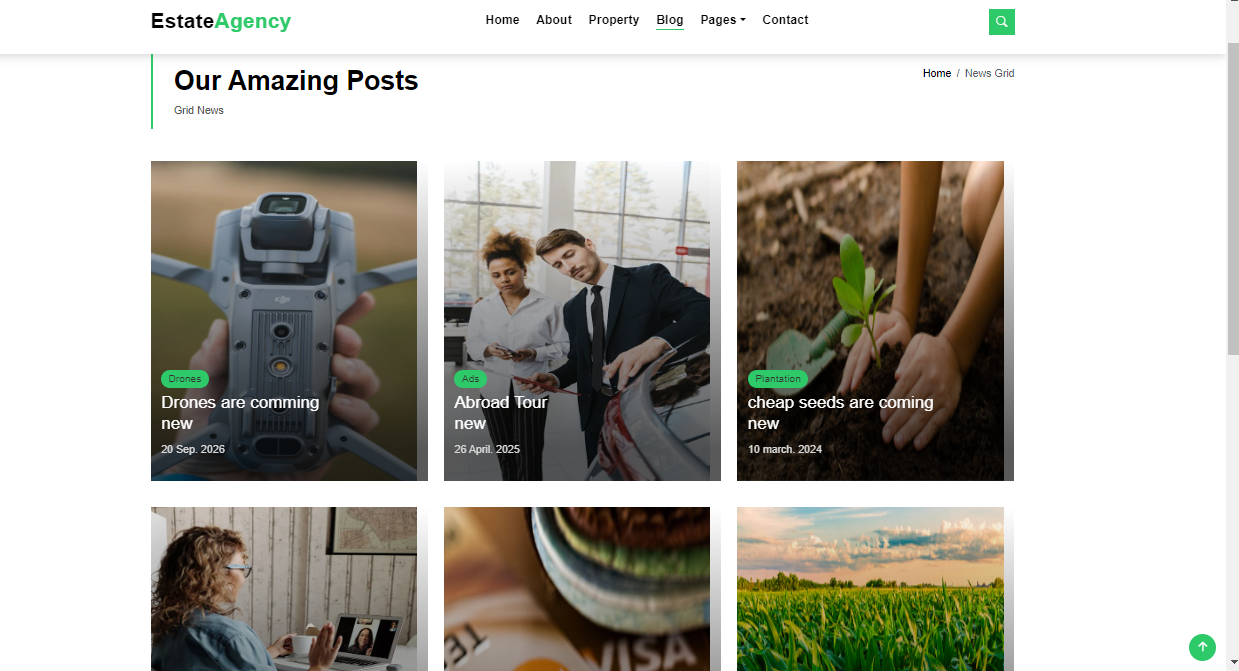 EstateAgency
Home About Property Blog Pages Contact
Our Amazing Posts
Home / News Grid
Grid News
dji
Drones
Drones are comming
new
20 Sep. 2026
Ads
Abroad Tour
new
26 April. 2025
Plantation
cheap seeds are coming
new
10 march. 2024
VISA